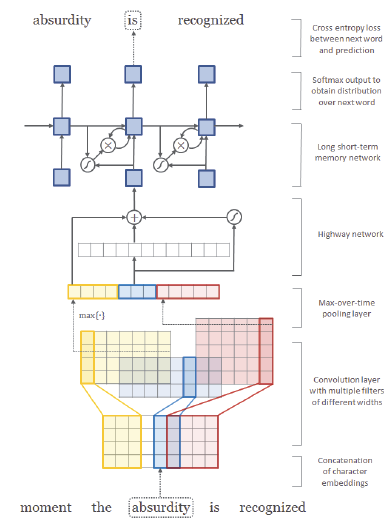 absurdity is recognized
Cross entropy loss
between next word
and prediction
Softmax output to
obtain distribution
over next word
Long short-term
memory network
Highway network
Max-over-time
pooling layer
max{·}
Convolution layer
with multiple filters
of different widths
Concatenation
of character
embeddings
moment the absurdity is recognized